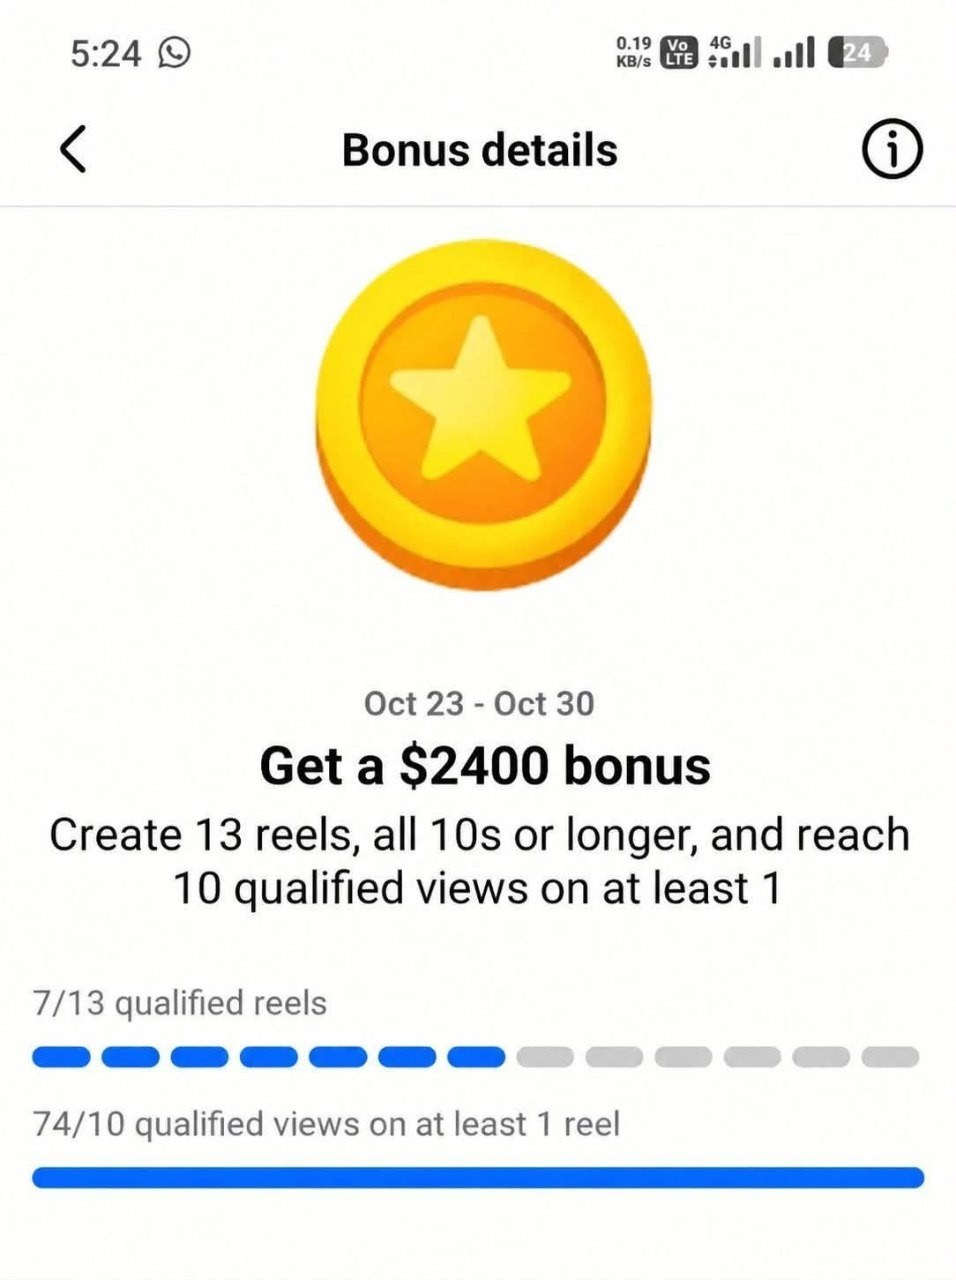 5:24
0.19
KB/s
Vo
LTE
4G
24
Bonus details
Oct 23 - Oct 30
Get a $2400 bonus
Create 13 reels, all 10s or longer, and reach
10 qualified views on at least 1
7/13 qualified reels
74/10 qualified views on at least 1 reel